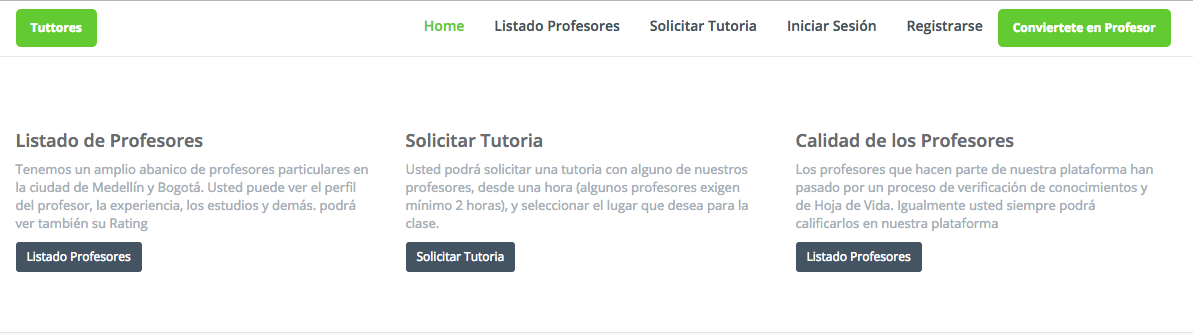 Tuttores
Home Listado Profesores Solicitar Tutoria Iniciar Sesión Registrarse Conviertete en Profesor
Listado de Profesores
Tenemos un amplio abanico de profesores particulares en
la ciudad de Medellín y Bogotá. Usted puede ver el perfil
del profesor, la experiencia, los estudios y demás. podrá
ver también su Rating
Listado Profesores
Solicitar Tutoria
Usted podrá solicitar una tutoria con alguno de nuestros
profesores, desde una hora (algunos profesores exigen
mínimo 2 horas), y seleccionar el lugar que desea para la
clase.
Solicitar Tutoria
Calidad de los Profesores
Los profesores que hacen parte de nuestra plataforma han
pasado por un proceso de verificación de conocimientos y
de Hoja de Vida. Igualmente usted siempre podrá
calificarlos en nuestra plataforma
Listado Profesores